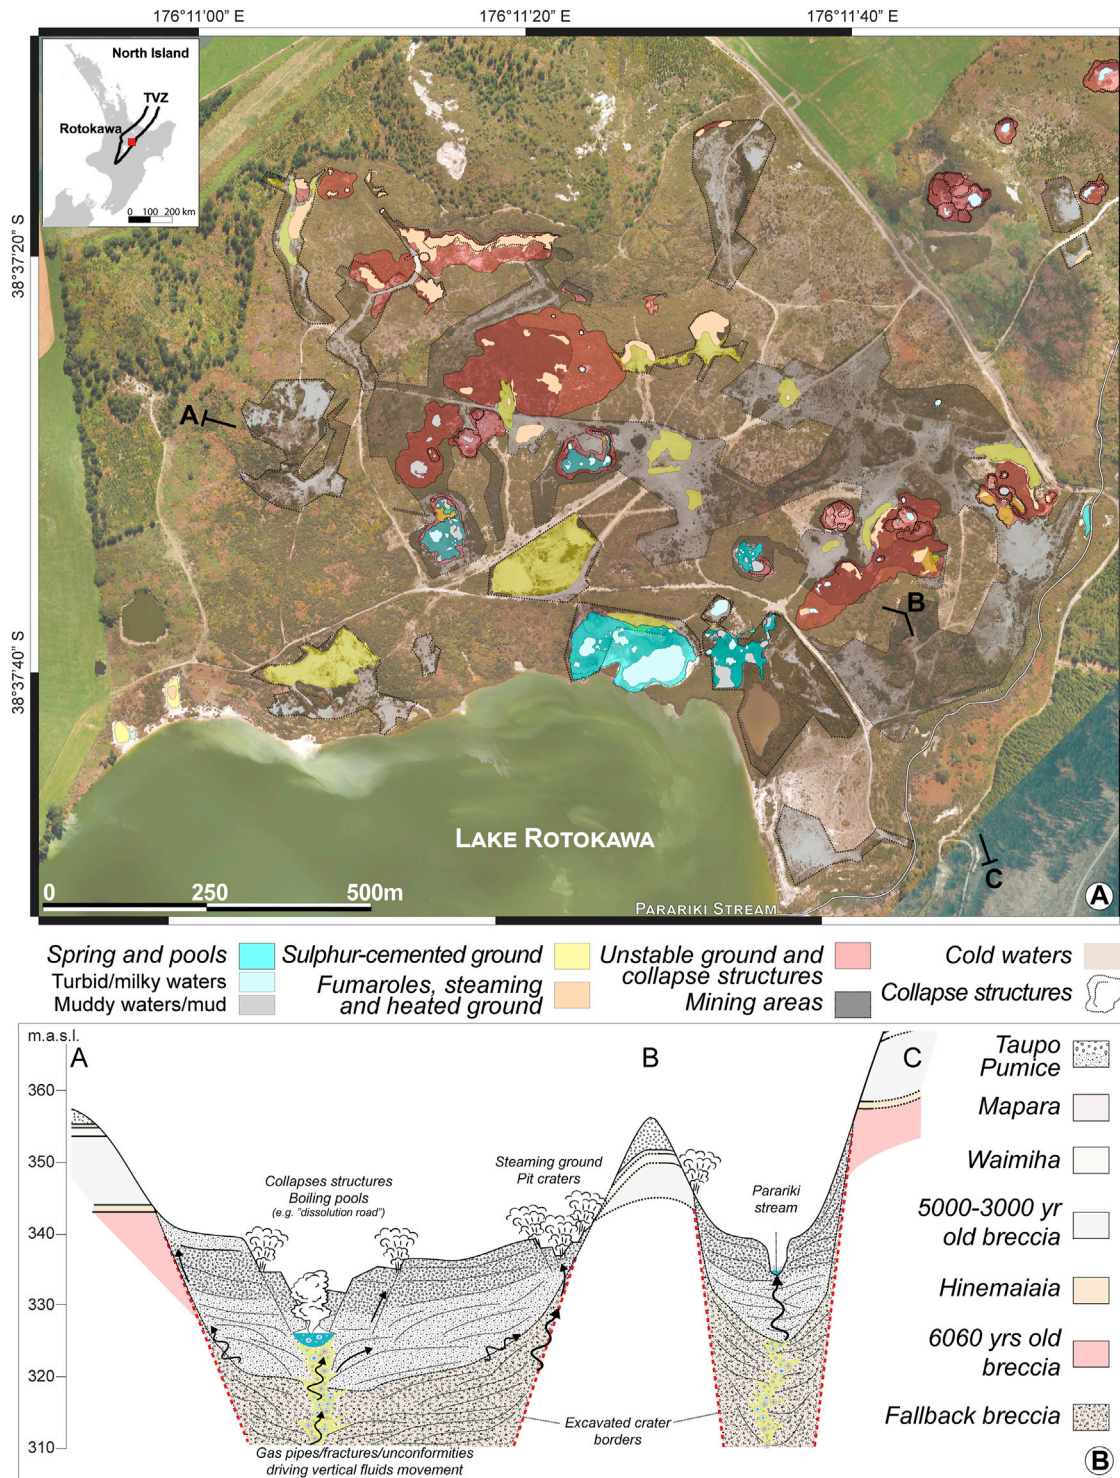 176°11'00" E
176°11'20" E
176°11'40" E
North Island
TVZ
Rotokawa
0 100 200 km
38°37'20" S
38°37'40" S
A
B
C
LAKE ROTOKAWA
0 250 500m
PARARIKI STREAM
A
Spring and pools
Turbid/milky waters
Muddy waters/mud
Sulphur-cemented ground
Fumaroles, steaming
and heated ground
Unstable ground and
collapse structures
Mining areas
Cold waters
Collapse structures
m.a.s.l.
A
B
C
360
350
340
330
320
310
Collapses structures
Boiling pools
(e.g. "dissolution road")
Steaming ground
Pit craters
Parariki
stream
Excavated crater
borders
Gas pipes/fractures/unconformities
driving vertical fluids movement
Taupo
Pumice
Mapara
Waimiha
5000-3000 yr
old breccia
Hinemaiaia
6060 yrs old
breccia
Fallback breccia
B